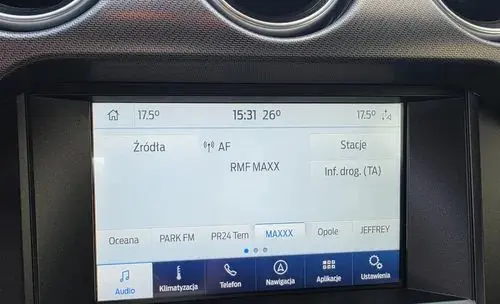 17.5° 15:31 26° 17.5°
Źródła AF Stacje
RMF MAXX
Inf. drog. (TA)
Oceana PARK FM PR24 Tem MAXXX Opole JEFFREY
Audio Klimatyzacja Telefon Nawigacja Aplikacje Ustawienia